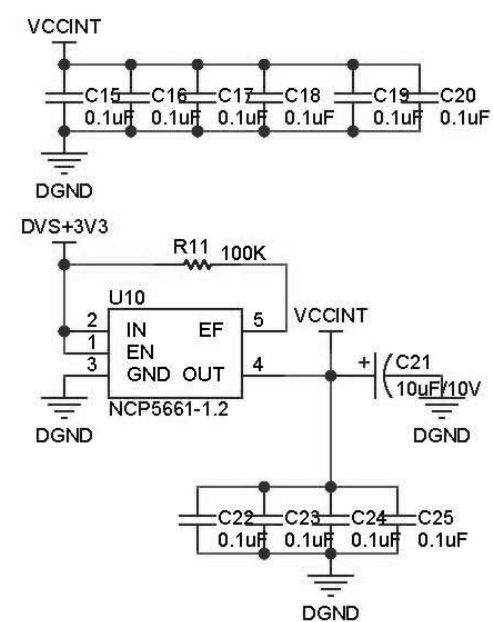 VCCINT
C15 C16 C17 C18 C19 C20
0.1uF 0.1uF 0.1uF 0.1uF 0.1uF 0.1uF
DGND
DVS+3V3
R11 100K
U10
2 IN EF 5
1 EN
3 GND OUT 4
NCP5661-1.2
DGND
VCCINT
+ C21
10uF/10V
DGND
C22 C23 C24 C25
0.1uF 0.1uF 0.1uF 0.1uF
DGND